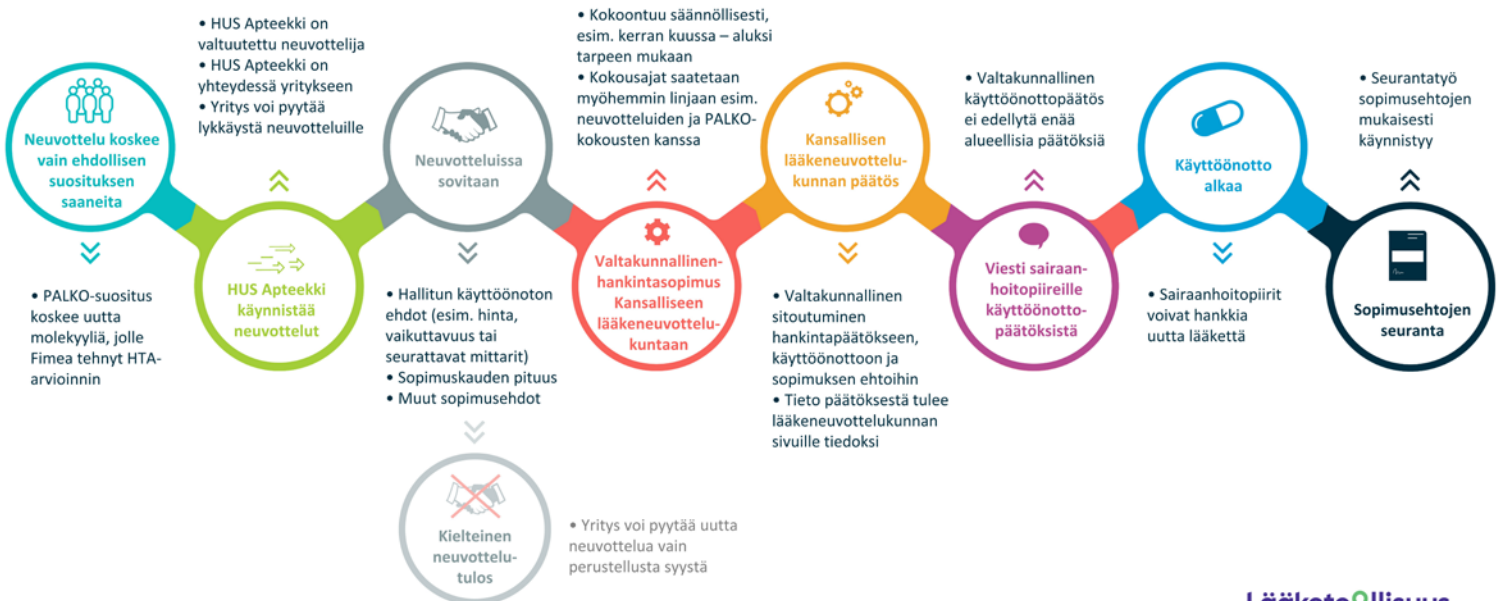 Neuvottelu koskee
vain ehdollisen
suosituksen
saaneita
• PALKO-suositus
koskee uutta
molekyyliä, jolle
Fimea tehnyt HTA-
arvioinnin
• HUS Apteekki on
valtuutettu neuvottelija
• HUS Apteekki on
yhteydessä yritykseen
• Yritys voi pyytää
lykkäystä neuvotteluille
HUS Apteekki
käynnistää
neuvottelut
Neuvotteluissa
sovitaan
• Hallitun käyttöönoton
ehdot (esim. hinta,
vaikuttavuus tai
seurattavat mittarit)
• Sopimuskauden pituus
• Muut sopimusehdot
Kielteinen
neuvottelu-
tulos
• Yritys voi pyytää uutta
neuvottelua vain
perustellusta syystä
• Kokoontuu säännöllisesti,
esim. kerran kuussa – aluksi
tarpeen mukaan
• Kokousajat saatetaan
myöhemmin linjaan esim.
neuvotteluiden ja PALKO-
kokousten kanssa
Valtakunnallinen-
hankintasopimus
Kansalliseen
lääkeneuvottelu-
kuntaan
Kansallisen
lääkeneuvottelu-
kunnan päätös
• Valtakunnallinen
sitoutuminen
hankintapäätökseen,
käyttöönottoon ja
sopimuksen ehtoihin
• Tieto päätöksestä tulee
lääkeneuvottelukunnan
sivuille tiedoksi
• Valtakunnallinen
käyttöönottopäätös
ei edellytä enää
alueellisia päätöksiä
Viesti sairaan-
hoitopiireille
käyttöönotto-
päätöksistä
Käyttöönotto
alkaa
• Sairaanhoitopiirit
voivat hankkia
uutta lääkettä
• Seurantatyö
sopimusehtojen
mukaisesti
käynnistyy
Sopimusehtojen
seuranta
Lääketeollisuus